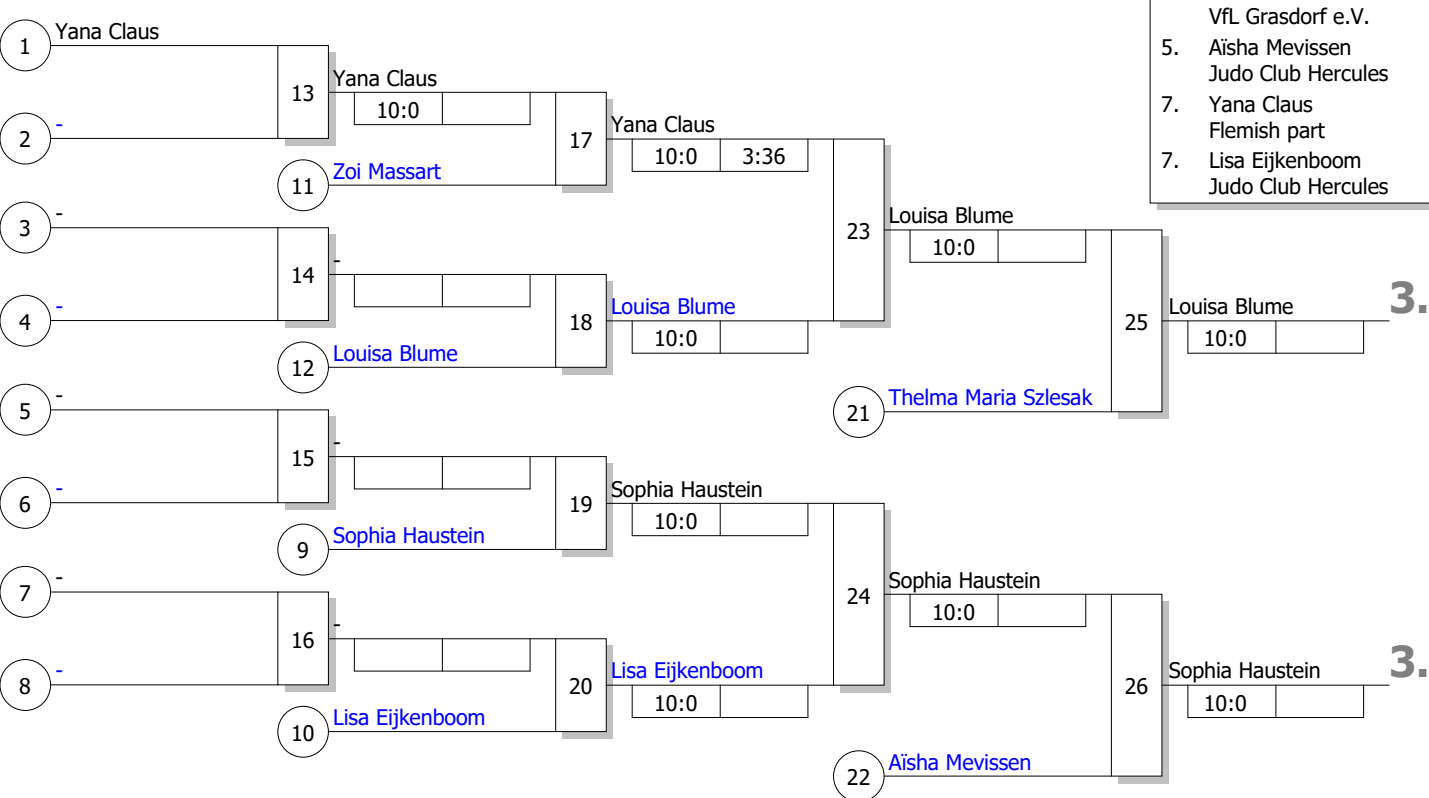 VfL Grasdorf e.V.
5. Aïsha Mevissen
Judo Club Hercules
7. Yana Claus
Flemish part
7. Lisa Eijkenboom
Judo Club Hercules
1 Yana Claus
2 -
13 Yana Claus
10:0
11 Zoi Massart
17 Yana Claus
10:0 3:36
3 -
4 -
14 -
12 Louisa Blume
18 Louisa Blume
10:0
23 Louisa Blume
10:0
21 Thelma Maria Szlesak
25 Louisa Blume 3.
10:0
5 -
6 -
15 -
9 Sophia Haustein
19 Sophia Haustein
10:0
7 -
8 -
16 -
10 Lisa Eijkenboom
20 Lisa Eijkenboom
10:0
24 Sophia Haustein
10:0
22 Aïsha Mevissen
26 Sophia Haustein 3.
10:0